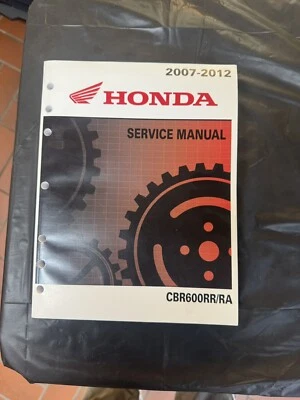 2007-2012
HONDA
SERVICE MANUAL
CBR600RR/RA